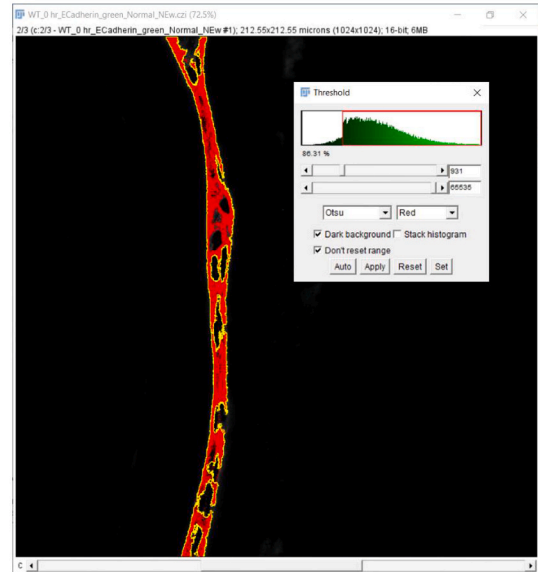 WT_0 hr_ECadherin_green_Normal_NEw.czi (72.5%)
2/3 (c:2/3 - WT_0 hr_ECadherin_green_Normal_NEw #1); 212.55x212.55 microns (1024x1024); 16-bit; 6MB
Threshold
86.31 %
931
66636
Otsu Red
Dark background Stack histogram
Don't reset range
Auto Apply Reset Set
c